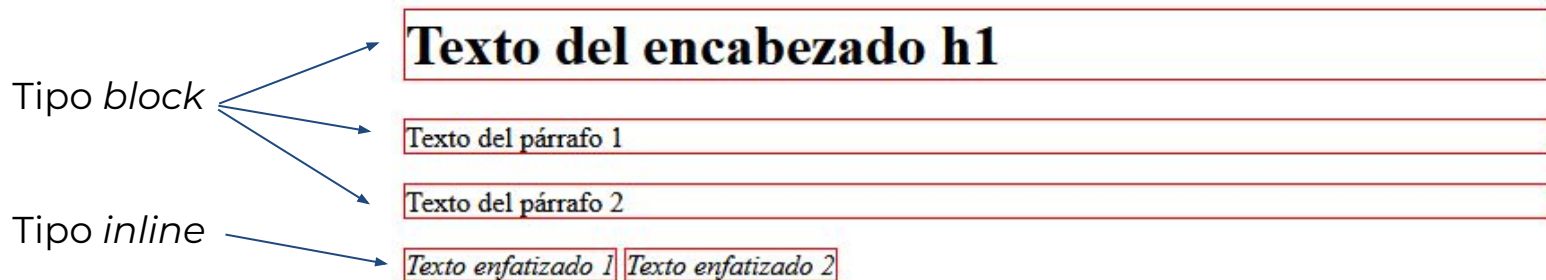 Texto del encabezado h1
Tipo block
Texto del párrafo 1
Texto del párrafo 2
Tipo inline
Texto enfatizado 1 Texto enfatizado 2